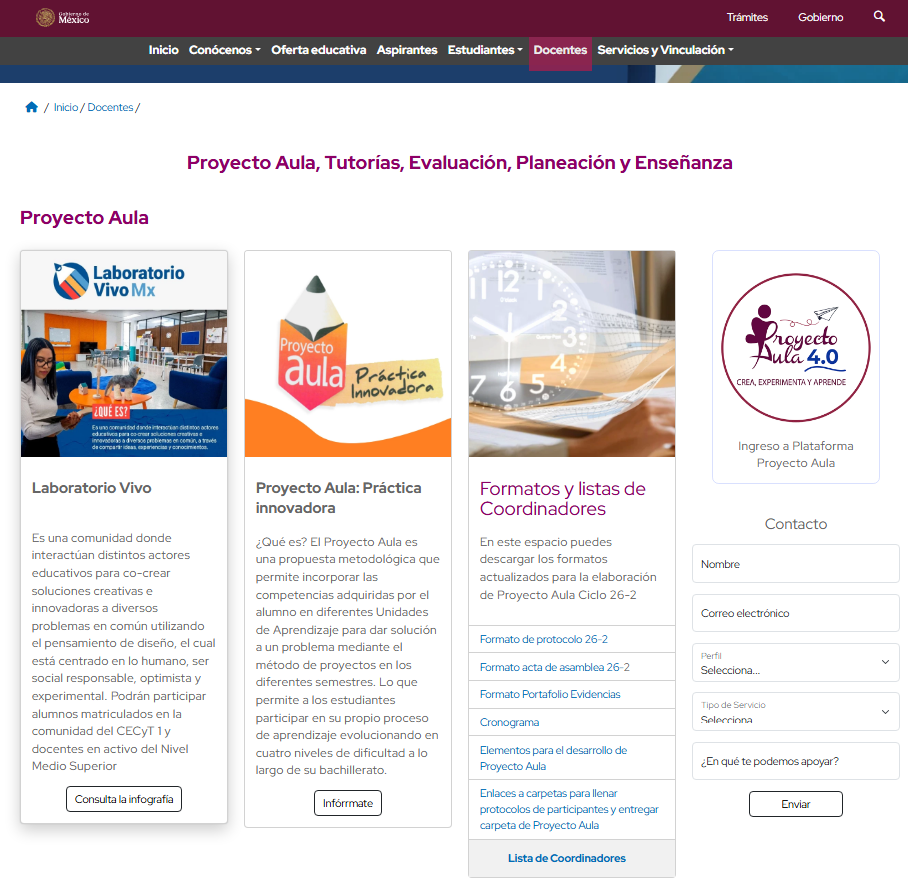 Gobierno de
México
Trámites
Gobierno
Inicio
Conócenos
Oferta educativa
Aspirantes
Estudiantes
Docentes
Servicios y Vinculación
/ Inicio / Docentes /
Proyecto Aula, Tutorías, Evaluación, Planeación y Enseñanza
Proyecto Aula
Laboratorio
Vivo Mx
¿QUÉ ES?
Es una comunidad donde interactúan distintos actores
educativos para co-crear soluciones creativas e
innovadoras a diversos problemas en común, a través
de compartir ideas, experiencias y conocimientos.
Laboratorio Vivo
Es una comunidad donde
interactúan distintos actores
educativos para co-crear
soluciones creativas e
innovadoras a diversos
problemas en común utilizando
el pensamiento de diseño, el cual
está centrado en lo humano, ser
social responsable, optimista y
experimental. Podrán participar
alumnos matriculados en la
comunidad del CECyT 1 y
docentes en activo del Nivel
Medio Superior
Consulta la infografía
Proyecto
aula
Práctica
Innovadora
Proyecto Aula: Práctica
innovadora
¿Qué es? El Proyecto Aula es
una propuesta metodológica que
permite incorporar las
competencias adquiridas por el
alumno en diferentes Unidades
de Aprendizaje para dar solución
a un problema mediante el
método de proyectos en los
diferentes semestres. Lo que
permite a los estudiantes
participar en su propio proceso
de aprendizaje evolucionando en
cuatro niveles de dificultad a lo
largo de su bachillerato.
Infórrmate
11 12 1
2
3
4
5
6
7
Formatos y listas de
Coordinadores
En este espacio puedes
descargar los formatos
actualizados para la elaboración
de Proyecto Aula Ciclo 26-2
Formato de protocolo 26-2
Formato acta de asamblea 26-2
Formato Portafolio Evidencias
Cronograma
Elementos para el desarrollo de
Proyecto Aula
Enlaces a carpetas para llenar
protocolos de participantes y entregar
carpeta de Proyecto Aula
Lista de Coordinadores
Proyecto
Aula 4.0
CREA, EXPERIMENTA Y APRENDE
Ingreso a Plataforma
Proyecto Aula
Contacto
Nombre
Correo electrónico
Perfil
Selecciona...
Tipo de Servicio
Selecciona
¿En qué te podemos apoyar?
Enviar